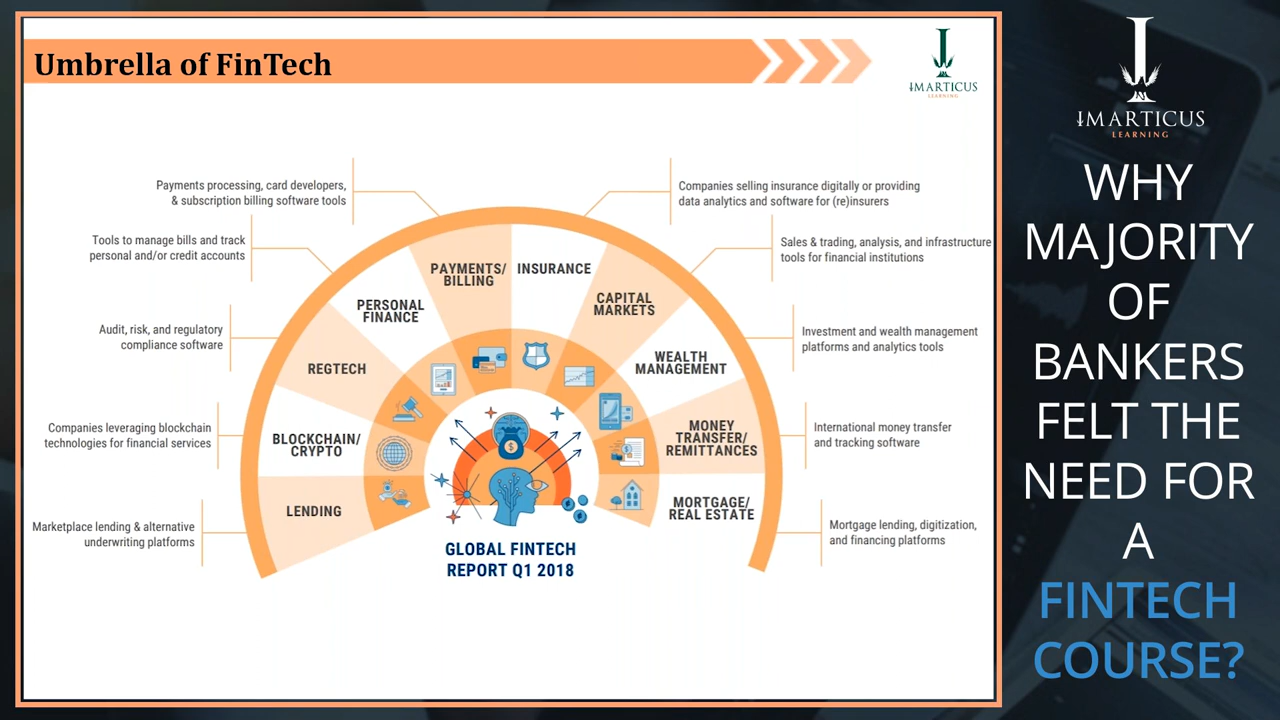 Umbrella of FinTech
IMARTICUS
LEARNING
Payments processing, card developers,
& subscription billing software tools
Tools to manage bills and track
personal and/or credit accounts
Audit, risk, and regulatory
compliance software
Companies leveraging blockchain
technologies for financial services
Marketplace lending & alternative
underwriting platforms
Companies selling insurance digitally or providing
data analytics and software for (re)insurers
Sales & trading, analysis, and infrastructure
tools for financial institutions
Investment and wealth management
platforms and analytics tools
International money transfer
and tracking software
Mortgage lending, digitization,
and financing platforms
LENDING
BLOCKCHAIN/
CRYPTO
REGTECH
PERSONAL
FINANCE
PAYMENTS/
BILLING
INSURANCE
CAPITAL
MARKETS
WEALTH
MANAGEMENT
MONEY
TRANSFER/
REMITTANCES
MORTGAGE/
REAL ESTATE
$
GLOBAL FINTECH
REPORT Q1 2018
IMARTICUS
LEARNING
WHY
MAJORITY
OF
BANKERS
FELT THE
NEED FOR
A
FINTECH
COURSE?